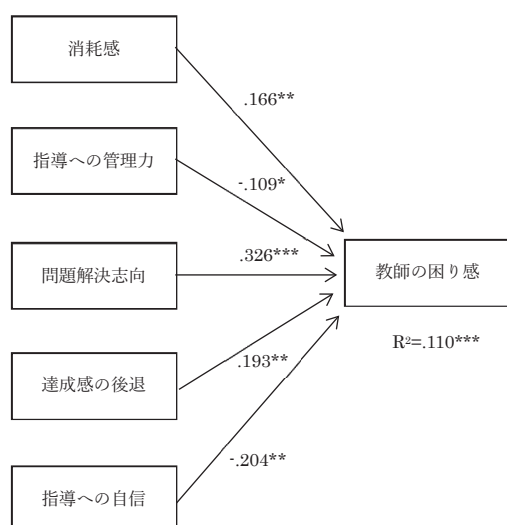 消耗感
.166**
指導への管理力
-.109*
問題解決志向
.326***
教師の困り感
R²=.110***
達成感の後退
.193**
-.204**
指導への自信